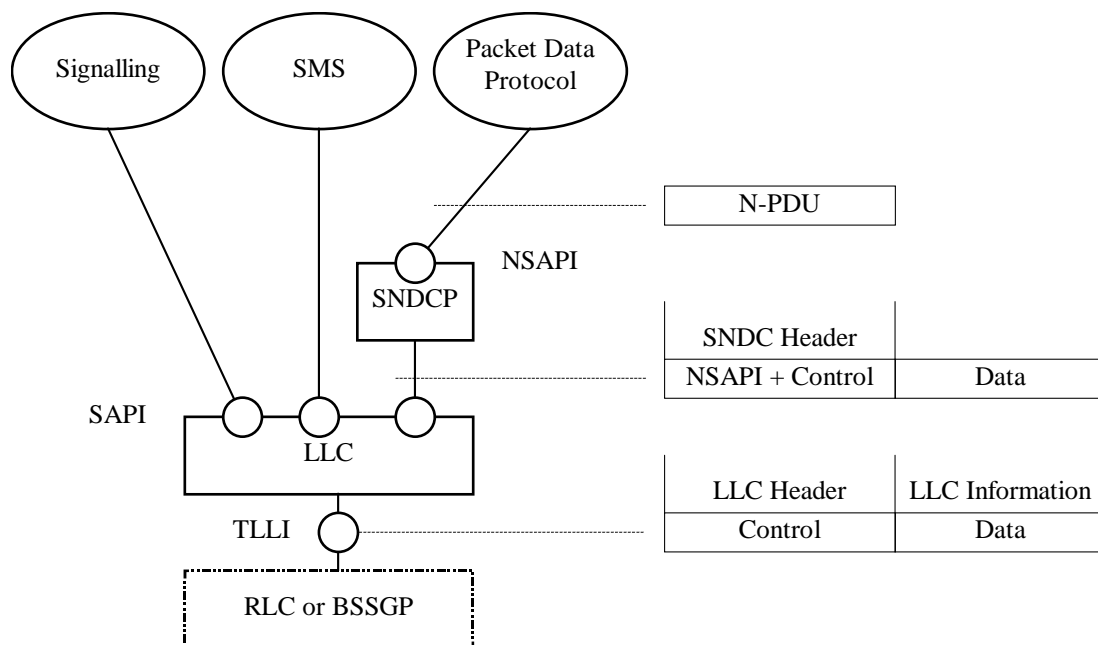 Signalling
SMS
Packet Data
Protocol
N-PDU
NSAPI
SNDCP
SNDC Header
NSAPI + Control
Data
SAPI
LLC
LLC Header
LLC Information
TLLI
Control
Data
RLC or BSSGP